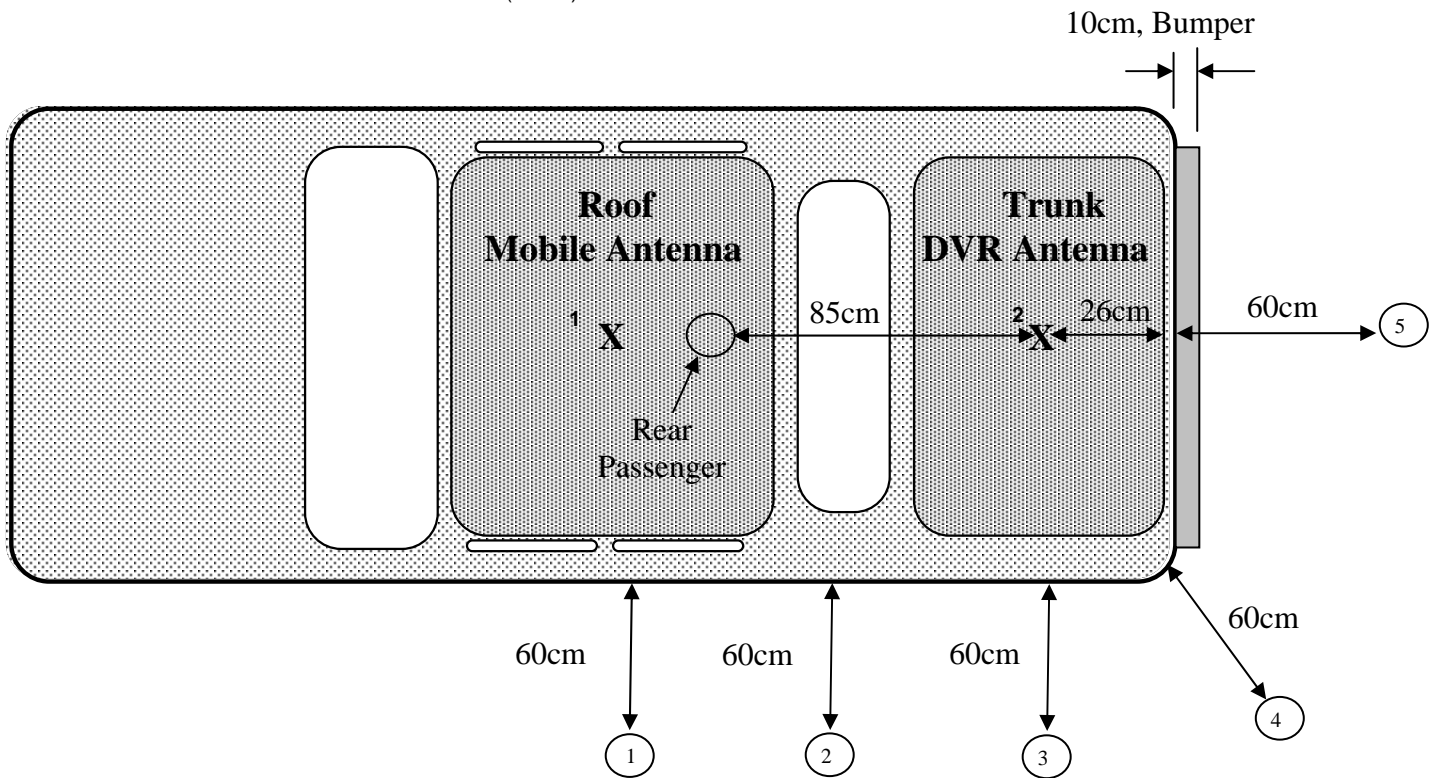 10cm, Bumper
Roof
Mobile Antenna
Trunk
DVR Antenna
85cm
26cm
60cm
1
X
2
X
5
Rear
Passenger
60cm
60cm
60cm
60cm
4
1
2
3